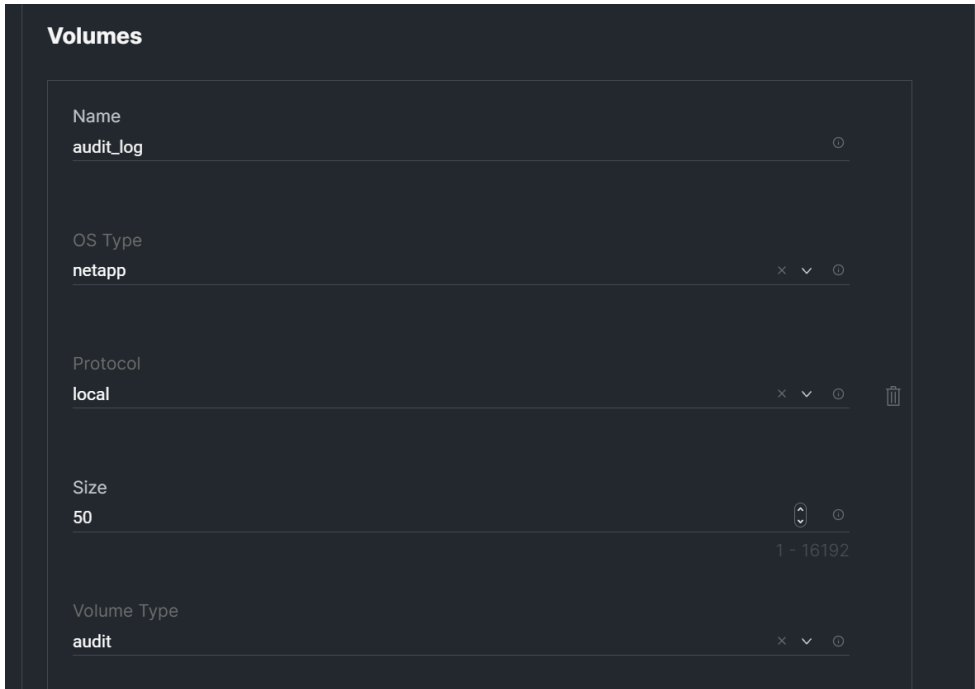 Volumes
Name
audit_log
OS Type
netapp
Protocol
local
Size
50
1 - 16192
Volume Type
audit